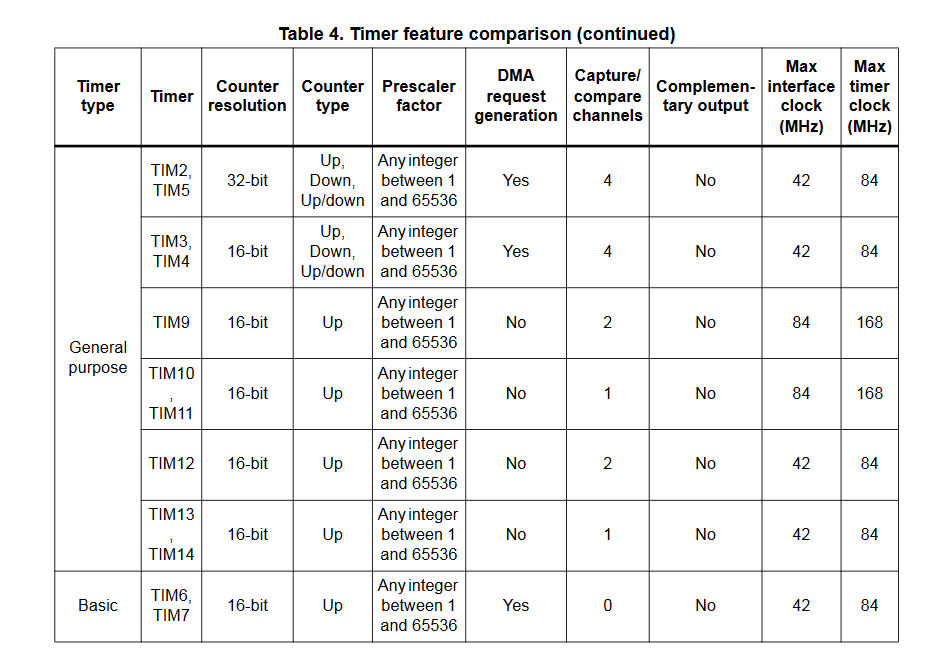 Table 4. Timer feature comparison (continued)
Timer type | Timer | Counter resolution | Counter type | Prescaler factor | DMA request generation | Capture/ compare channels | Complemen- tary output | Max interface clock (MHz) | Max timer clock (MHz)
General purpose | TIM2, TIM5 | 32-bit | Up, Down, Up/down | Any integer between 1 and 65536 | Yes | 4 | No | 42 | 84
TIM3, TIM4 | 16-bit | Up, Down, Up/down | Any integer between 1 and 65536 | Yes | 4 | No | 42 | 84
TIM9 | 16-bit | Up | Any integer between 1 and 65536 | No | 2 | No | 84 | 168
TIM10 , TIM11 | 16-bit | Up | Any integer between 1 and 65536 | No | 1 | No | 84 | 168
TIM12 | 16-bit | Up | Any integer between 1 and 65536 | No | 2 | No | 42 | 84
TIM13 , TIM14 | 16-bit | Up | Any integer between 1 and 65536 | No | 1 | No | 42 | 84
Basic | TIM6, TIM7 | 16-bit | Up | Any integer between 1 and 65536 | Yes | 0 | No | 42 | 84